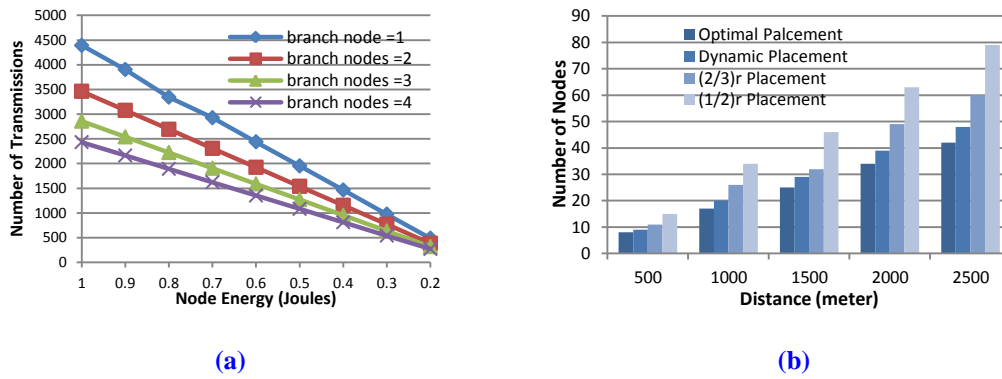 Number of Transmissions
5000
4500
4000
3500
3000
2500
2000
1500
1000
500
0
branch node =1
branch nodes =2
branch nodes =3
branch nodes =4
1 0.9 0.8 0.7 0.6 0.5 0.4 0.3 0.2
Node Energy (Joules)
(a)
Number of Nodes
90
80
70
60
50
40
30
20
10
0
Optimal Palcement
Dynamic Placement
(2/3)r Placement
(1/2)r Placement
500 1000 1500 2000 2500
Distance (meter)
(b)